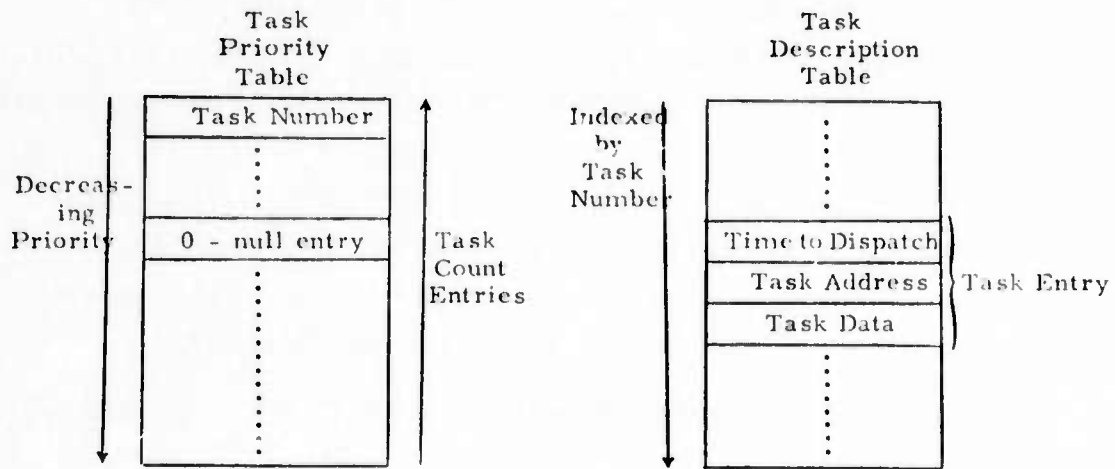 Task
Priority
Table
Task Number
Decreas-
ing
Priority
0 - null entry
Task
Count
Entries
Task
Description
Table
Indexed
by
Task
Number
Time to Dispatch
Task Address
Task Data
Task Entry